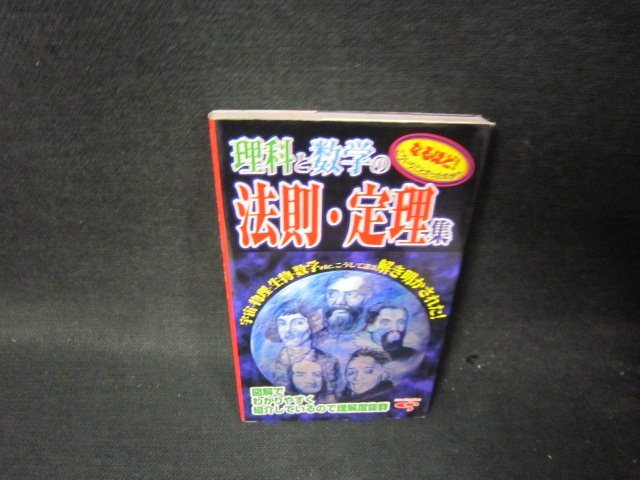 理科と数学の
なるほど!
法則・定理集
宇宙・物理・生物・数学etc.こうして謎は解き明かされた!
図解で
わかりやすく
紹介しているので理解度抜群